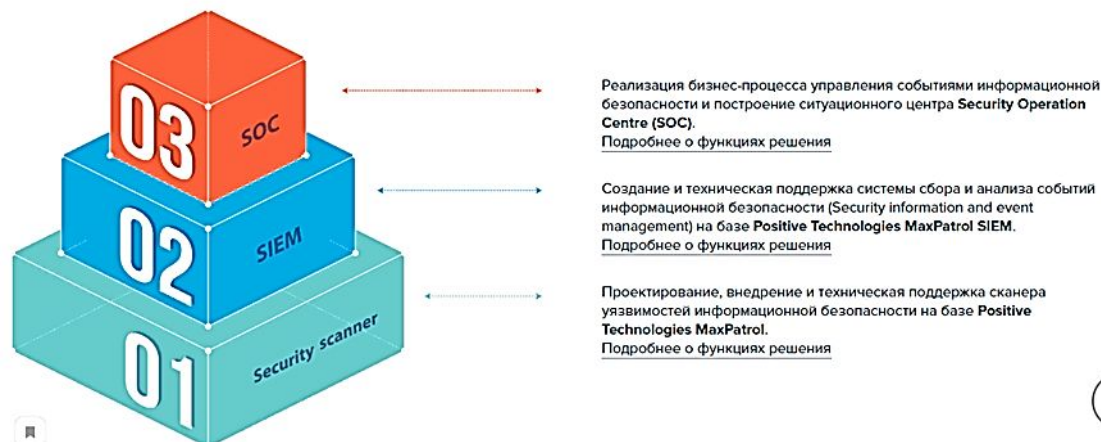 03
SOC
Реализация бизнес-процесса управления событиями информационной
безопасности и построение ситуационного центра Security Operation
Centre (SOC).
Подробнее о функциях решения
02
SIEM
Создание и техническая поддержка системы сбора и анализа событий
информационной безопасности (Security information and event
management) на базе Positive Technologies MaxPatrol SIEM.
Подробнее о функциях решения
01
Security scanner
Проектирование, внедрение и техническая поддержка сканера
уязвимостей информационной безопасности на базе Positive
Technologies MaxPatrol.
Подробнее о функциях решения